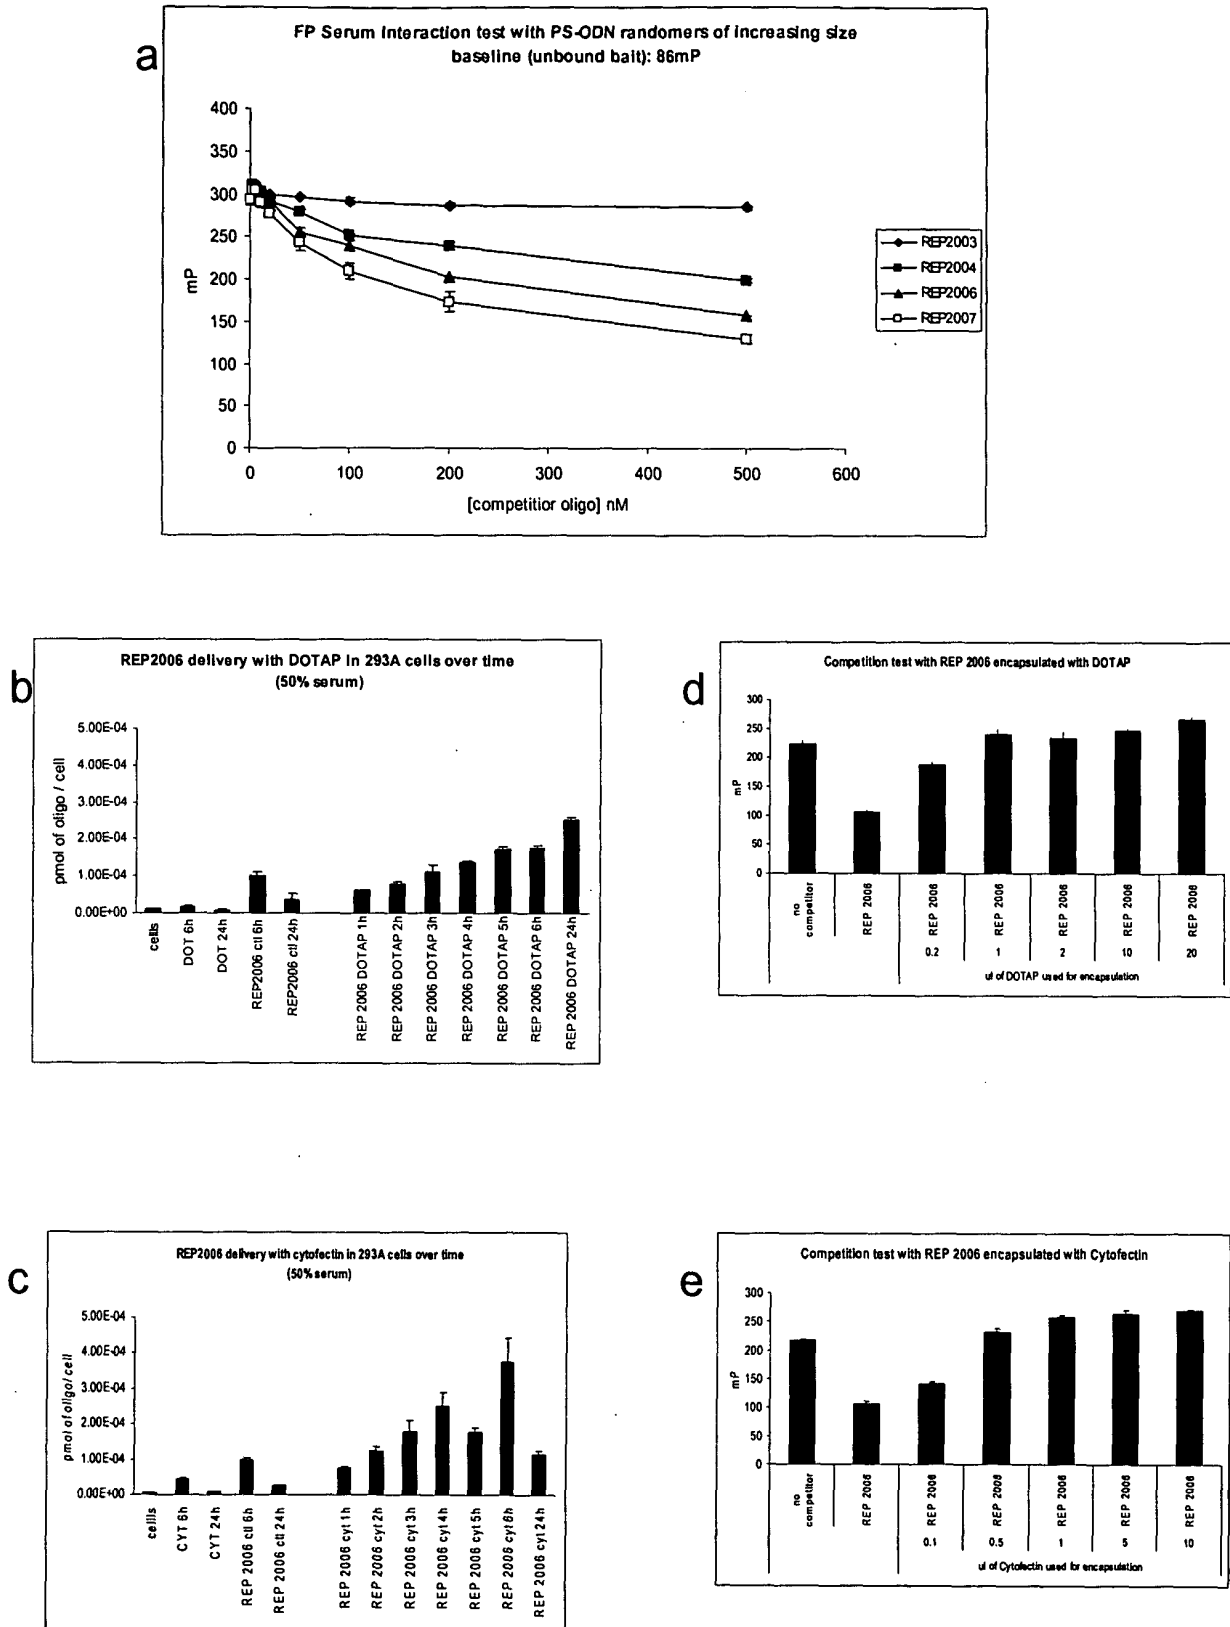 a
FP Serum Interaction test with PS-ODN randomers of increasing size
baseline (unbound bait): 86mP
400
350
300
250
200
150
100
50
0
mP
0 100 200 300 400 500 600
[competitior oligo] nM
REP2003
REP2004
REP2006
REP2007
b
REP2006 delivery with DOTAP in 293A cells over time
(50% serum)
5.00E-04
4.00E-04
3.00E-04
2.00E-04
1.00E-04
0.00E+00
pmol of oligo / cell
cells
DOT 6h
DOT 24h
REP2006 ctl 6h
REP2006 ctl 24h
REP 2006 DOTAP 1h
REP 2006 DOTAP 2h
REP 2006 DOTAP 3h
REP 2006 DOTAP 4h
REP 2006 DOTAP 5h
REP 2006 DOTAP 6h
REP 2006 DOTAP 24h
d
Competition test with REP 2006 encapsulated with DOTAP
300
250
200
150
100
50
0
mP
no competitor
REP 2006
REP 2006
REP 2006
REP 2006
REP 2006
REP 2006
0.2 1 2 10 20
ul of DOTAP used for encapsulation
c
REP2006 delivery with cytofectin in 293A cells over time
(50% serum)
5.00E-04
4.00E-04
3.00E-04
2.00E-04
1.00E-04
0.00E+00
pmol of oligo/ cell
cells
CYT 6h
CYT 24h
REP 2006 ctl 6h
REP 2006 ctl 24h
REP 2006 cyt 1h
REP 2006 cyt 2h
REP 2006 cyt 3h
REP 2006 cyt 4h
REP 2006 cyt 5h
REP 2006 cyt 6h
REP 2006 cyt 24h
e
Competition test with REP 2006 encapsulated with Cytofectin
300
250
200
150
100
50
0
mP
no competitor
REP 2006
REP 2006
REP 2006
REP 2006
REP 2006
REP 2006
0.1 0.5 1 5 10
ul of Cytofectin used for encapsulation